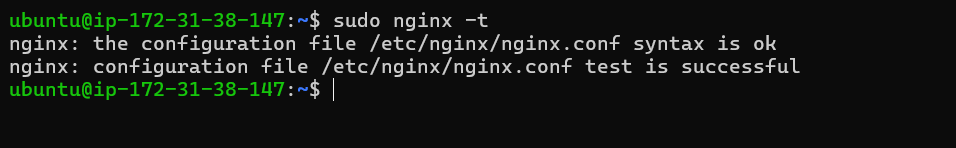 ubuntu@ip-172-31-38-147:~$ sudo nginx -t
nginx: the configuration file /etc/nginx/nginx.conf syntax is ok
nginx: configuration file /etc/nginx/nginx.conf test is successful
ubuntu@ip-172-31-38-147:~$